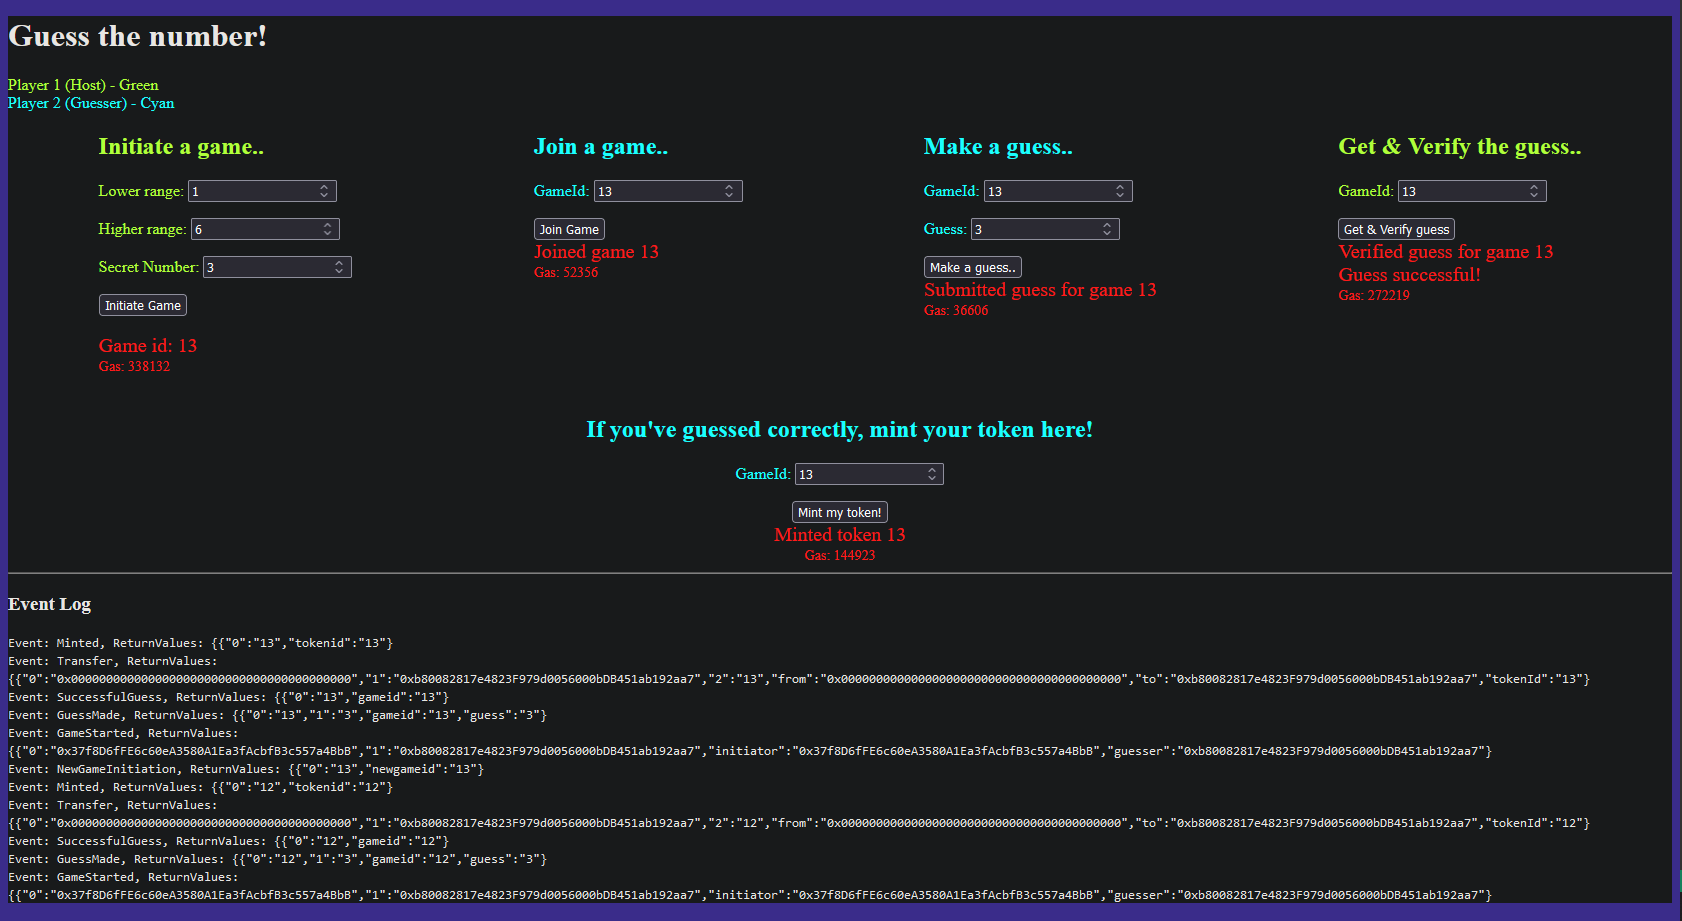 Guess the number!
Player 1 (Host) - Green
Player 2 (Guesser) - Cyan
Initiate a game..
Lower range: 1
Higher range: 6
Secret Number: 3
Initiate Game
Game id: 13
Gas: 338132
Join a game..
GameId: 13
Join Game
Joined game 13
Gas: 52356
Make a guess..
GameId: 13
Guess: 3
Make a guess..
Submitted guess for game 13
Gas: 36606
Get & Verify the guess..
GameId: 13
Get & Verify guess
Verified guess for game 13
Guess successful!
Gas: 272219
If you've guessed correctly, mint your token here!
GameId: 13
Mint my token!
Minted token 13
Gas: 144923
Event Log
Event: Minted, ReturnValues: {{"0":"13","tokenid":"13"}
Event: Transfer, ReturnValues:
{{"0":"0x0000000000000000000000000000000000000000","1":"0xb80082817e4823F979d0056000bDB451ab192aa7","2":"13","from":"0x0000000000000000000000000000000000000000","to":"0xb80082817e4823F979d0056000bDB451ab192aa7","tokenId":"13"}
Event: SuccessfulGuess, ReturnValues: {{"0":"13","gameid":"13"}
Event: GuessMade, ReturnValues: {{"0":"13","1":"3","gameid":"13","guess":"3"}
Event: GameStarted, ReturnValues:
{{"0":"0x37f8D6fFE6c60eA3580A1Ea3fAcbfB3c557a4BbB","1":"0xb80082817e4823F979d0056000bDB451ab192aa7","initiator":"0x37f8D6fFE6c60eA3580A1Ea3fAcbfB3c557a4BbB","guesser":"0xb80082817e4823F979d0056000bDB451ab192aa7"}
Event: NewGameInitiation, ReturnValues: {{"0":"13","newgameid":"13"}
Event: Minted, ReturnValues: {{"0":"12","tokenid":"12"}
Event: Transfer, ReturnValues:
{{"0":"0x0000000000000000000000000000000000000000","1":"0xb80082817e4823F979d0056000bDB451ab192aa7","2":"12","from":"0x0000000000000000000000000000000000000000","to":"0xb80082817e4823F979d0056000bDB451ab192aa7","tokenId":"12"}
Event: SuccessfulGuess, ReturnValues: {{"0":"12","gameid":"12"}
Event: GuessMade, ReturnValues: {{"0":"12","1":"3","gameid":"12","guess":"3"}
Event: GameStarted, ReturnValues:
{{"0":"0x37f8D6fFE6c60eA3580A1Ea3fAcbfB3c557a4BbB","1":"0xb80082817e4823F979d0056000bDB451ab192aa7","initiator":"0x37f8D6fFE6c60eA3580A1Ea3fAcbfB3c557a4BbB","guesser":"0xb80082817e4823F979d0056000bDB451ab192aa7"}